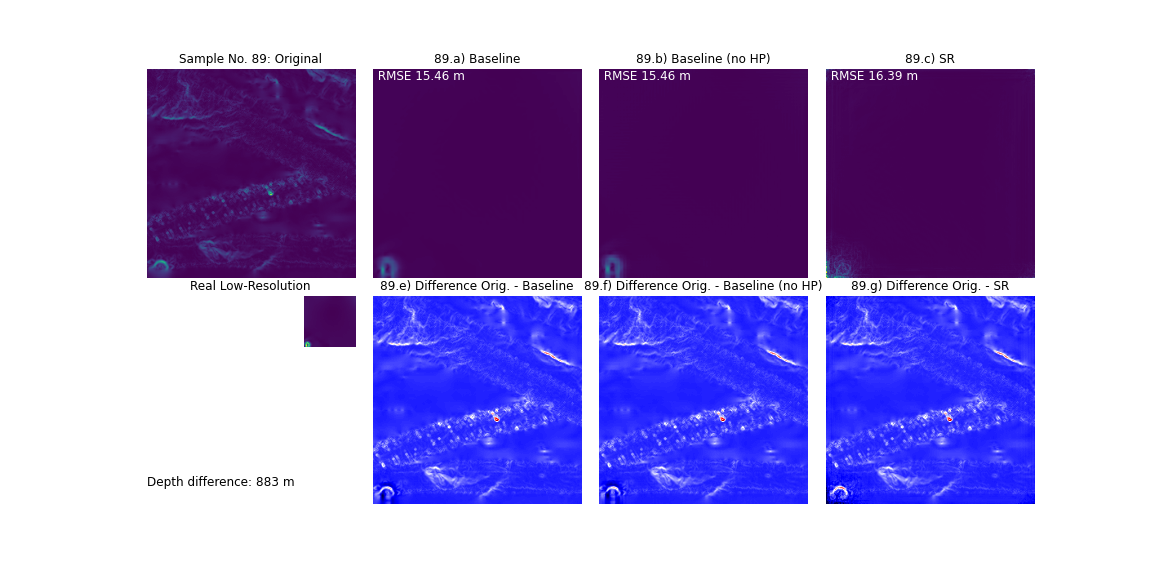 Sample No. 89: Original
89.a) Baseline
89.b) Baseline (no HP)
89.c) SR
RMSE 15.46 m
RMSE 15.46 m
RMSE 16.39 m
Real Low-Resolution
89.e) Difference Orig. - Baseline
89.f) Difference Orig. - Baseline (no HP)
89.g) Difference Orig. - SR
Depth difference: 883 m